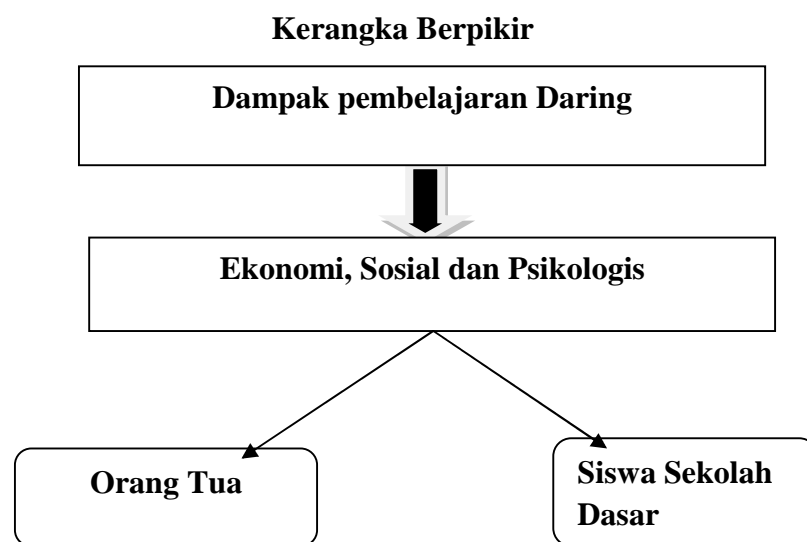 Kerangka Berpikir
Dampak pembelajaran Daring
Ekonomi, Sosial dan Psikologis
Orang Tua
Siswa Sekolah
Dasar